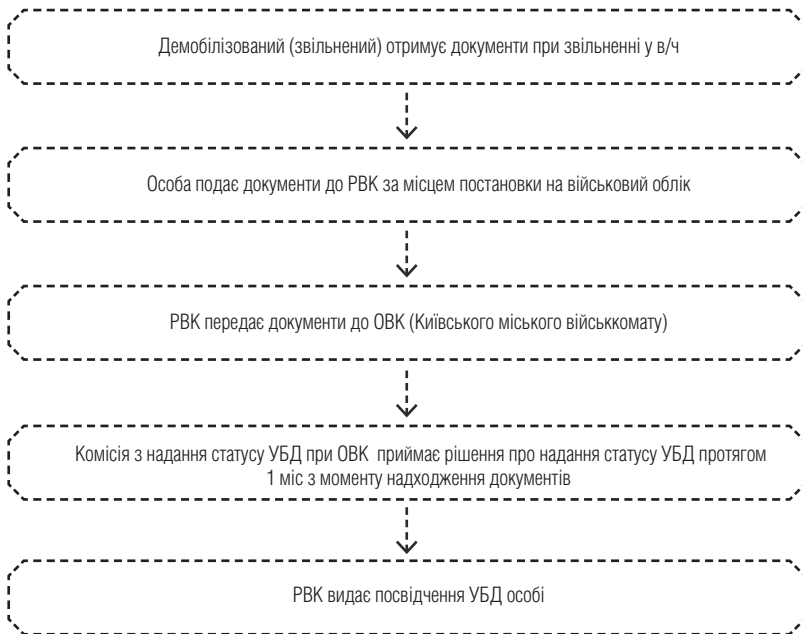 Демобілізований (звільнений) отримує документи при звільненні у в/ч
Особа подає документи до РВК за місцем постановки на військовий облік
РВК передає документи до ОВК (Київського міського військкомату)
Комісія з надання статусу УБД при ОВК приймає рішення про надання статусу УБД протягом
1 міс з моменту надходження документів
РВК видає посвідчення УБД особі